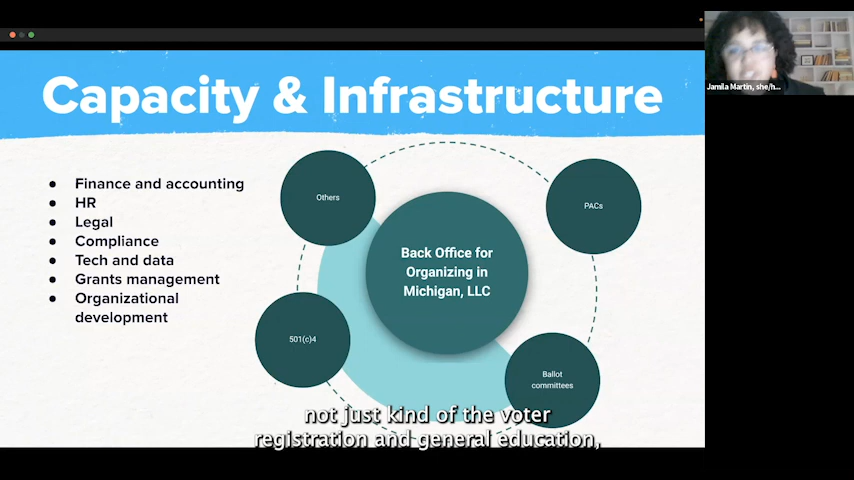 Capacity & Infrastructure
Jamila Martin, she/h...
Finance and accounting
HR
Legal
Compliance
Tech and data
Grants management
Organizational
development
Others
PACs
Back Office for
Organizing in
Michigan, LLC
501(c)4
Ballot
committees
not just kind of the voter
registration and general education,